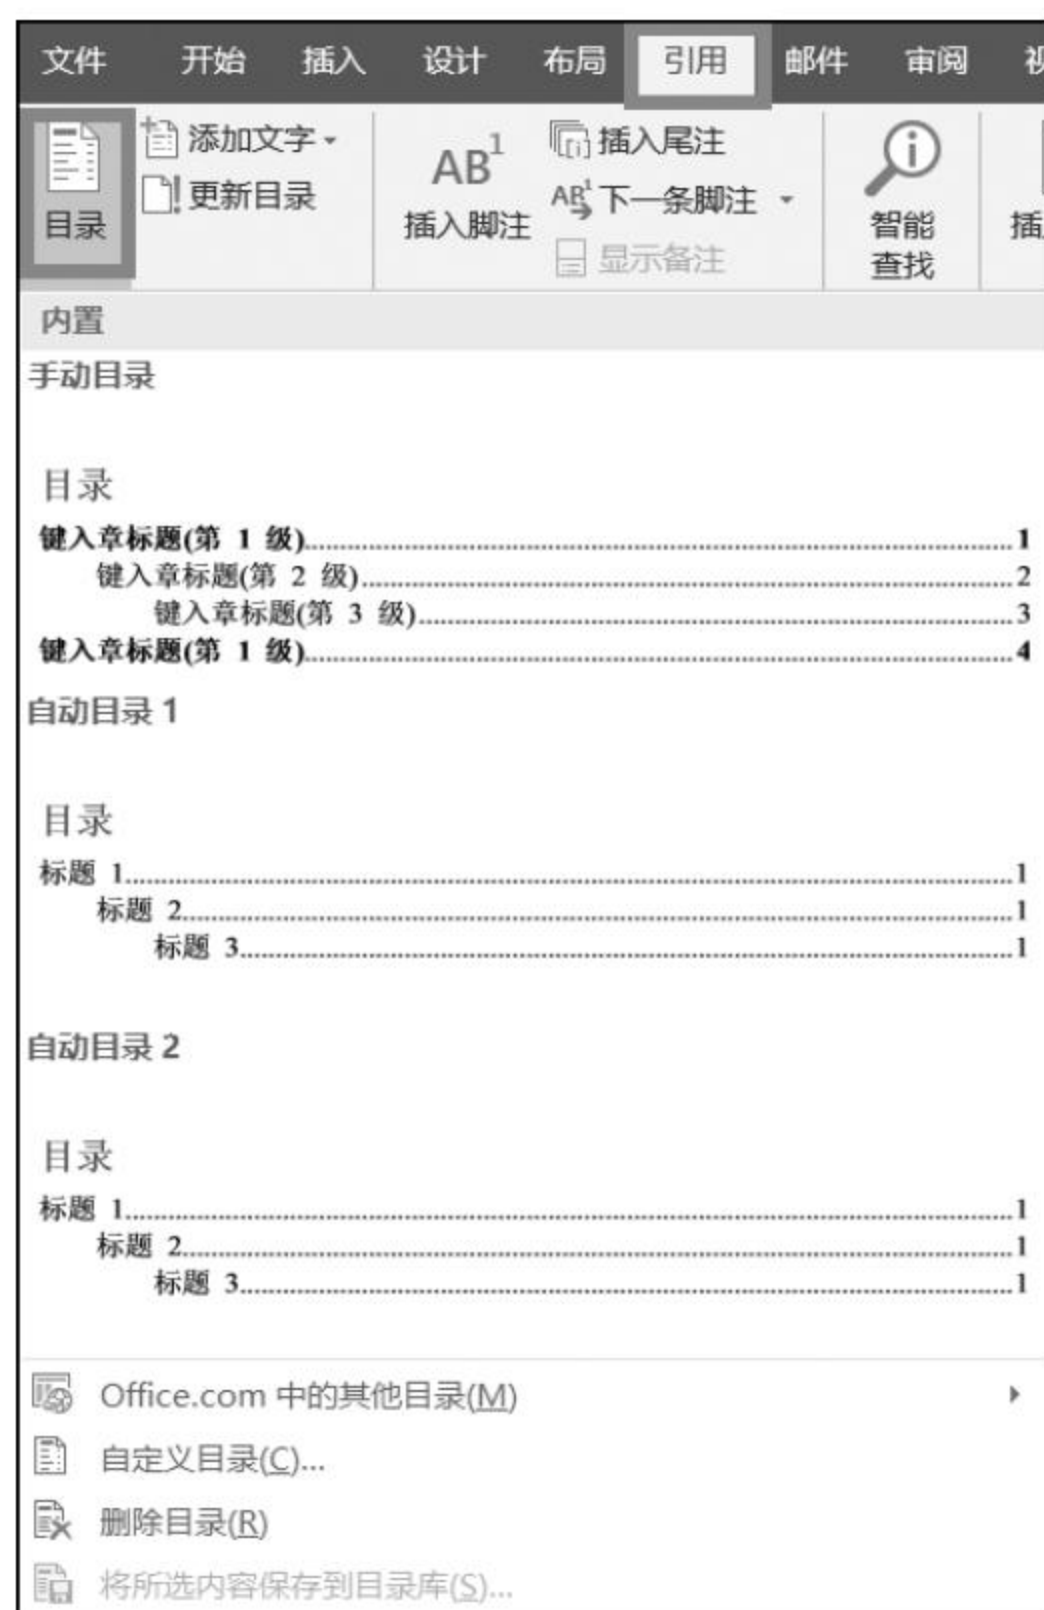 文件 开始 插入 设计 布局 引用 邮件 审阅
目录
添加文字
更新目录
AB1
插入脚注
插入尾注
下一条脚注
显示备注
智能
查找
内置
手动目录
目录
键入章标题(第 1 级)......1
键入章标题(第 2 级)......2
键入章标题(第 3 级)......3
键入章标题(第 1 级)......4
自动目录 1
目录
标题 1......1
标题 2......1
标题 3......1
自动目录 2
目录
标题 1......1
标题 2......1
标题 3......1
Office.com 中的其他目录(M)
自定义目录(C)...
删除目录(R)
将所选内容保存到目录库(S)...